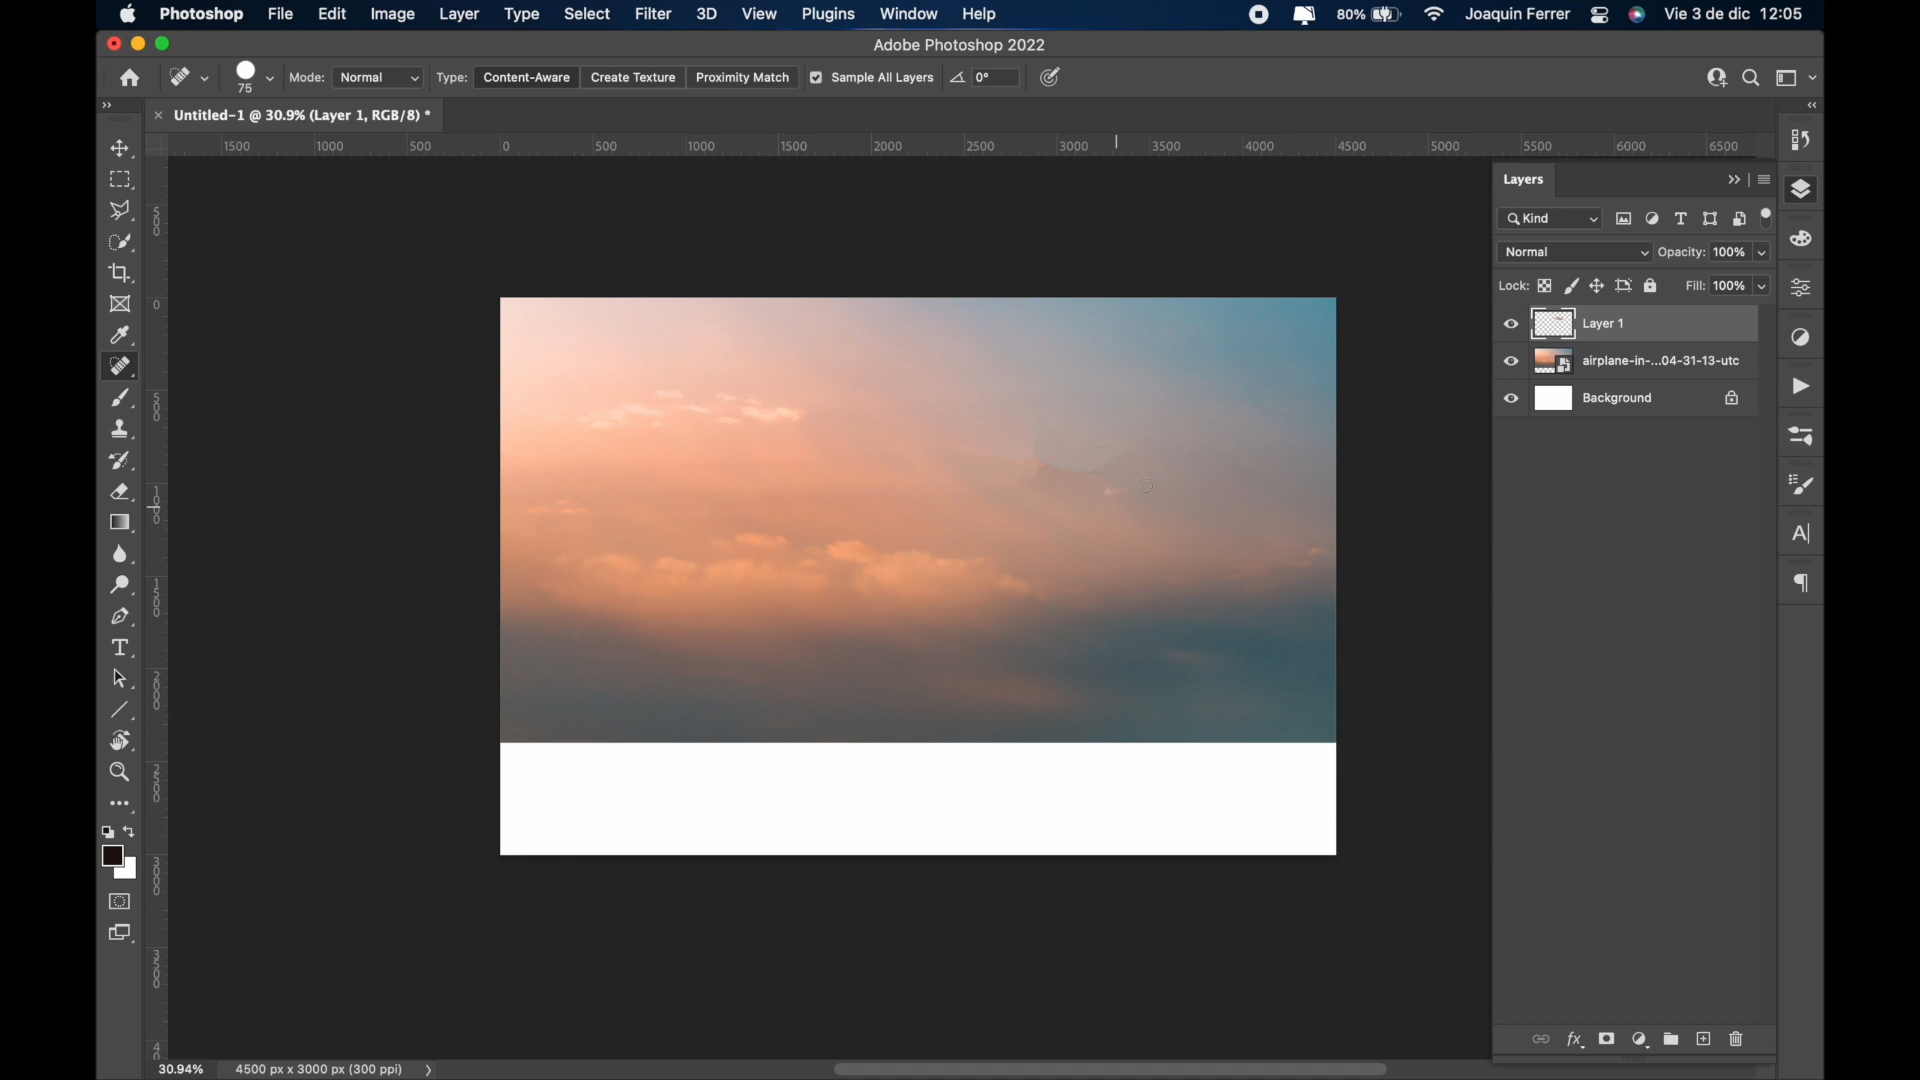 Photoshop File Edit Image Layer Type Select Filter 3D View Plugins Window Help 80% Joaquin Ferrer Vie 3 de dic 12:05
Adobe Photoshop 2022
75 Mode: Normal Type: Content-Aware Create Texture Proximity Match Sample All Layers 0°
Untitled-1 @ 30.9% (Layer 1, RGB/8) *
1500 1000 500 0 500 1000 1500 2000 2500 3000 3500 4000 4500 5000 5500 6000 6500
500
0
500
1000
1500
2000
2500
3000
3500
4
Layers
Kind
Normal Opacity: 100%
Lock: Fill: 100%
Layer 1
airplane-in-...04-31-13-utc
Background
30.94% 4500 px x 3000 px (300 ppi)